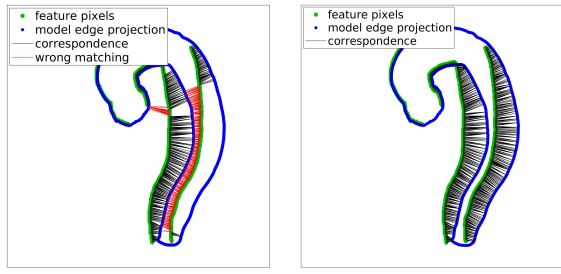 feature pixels
model edge projection
correspondence
wrong matching
feature pixels
model edge projection
correspondence